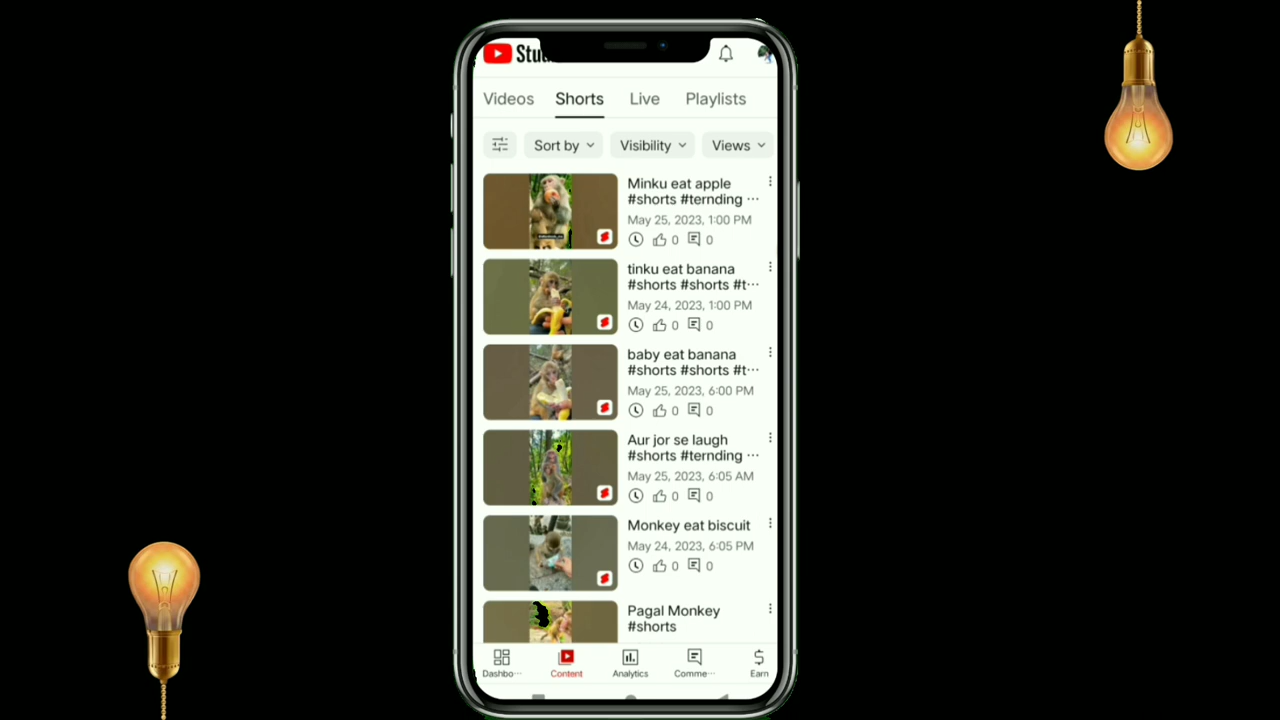 Videos Shorts Live Playlists
Sort by Visibility Views
Minku eat apple
#shorts #ternding ...
May 25, 2023, 1:00 PM
0 0
tinku eat banana
#shorts #shorts #t...
May 24, 2023, 1:00 PM
0 0
baby eat banana
#shorts #shorts #t...
May 25, 2023, 6:00 PM
0 0
Aur jor se laugh
#shorts #ternding ...
May 25, 2023, 6:05 AM
0 0
Monkey eat biscuit
May 24, 2023, 6:05 PM
0 0
Pagal Monkey
#shorts
Dashbo... Content Analytics Comme... Earn